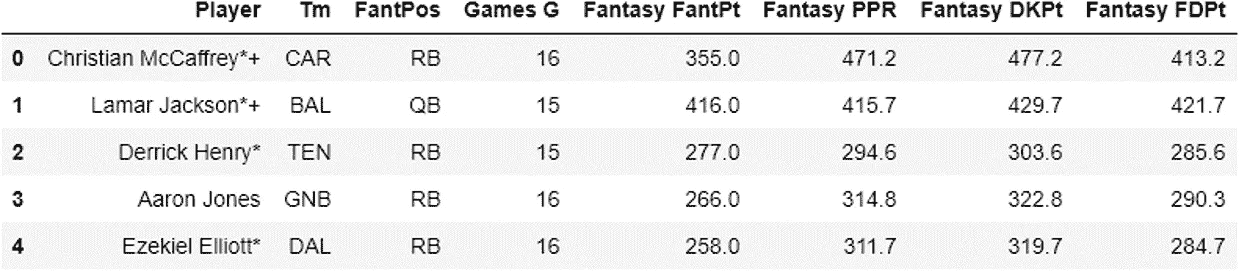 Player Tm FantPos Games G Fantasy FantPt Fantasy PPR Fantasy DKPt Fantasy FDPt
0 Christian McCaffrey*+ CAR RB 16 355.0 471.2 477.2 413.2
1 Lamar Jackson*+ BAL QB 15 416.0 415.7 429.7 421.7
2 Derrick Henry* TEN RB 15 277.0 294.6 303.6 285.6
3 Aaron Jones GNB RB 16 266.0 314.8 322.8 290.3
4 Ezekiel Elliott* DAL RB 16 258.0 311.7 319.7 284.7